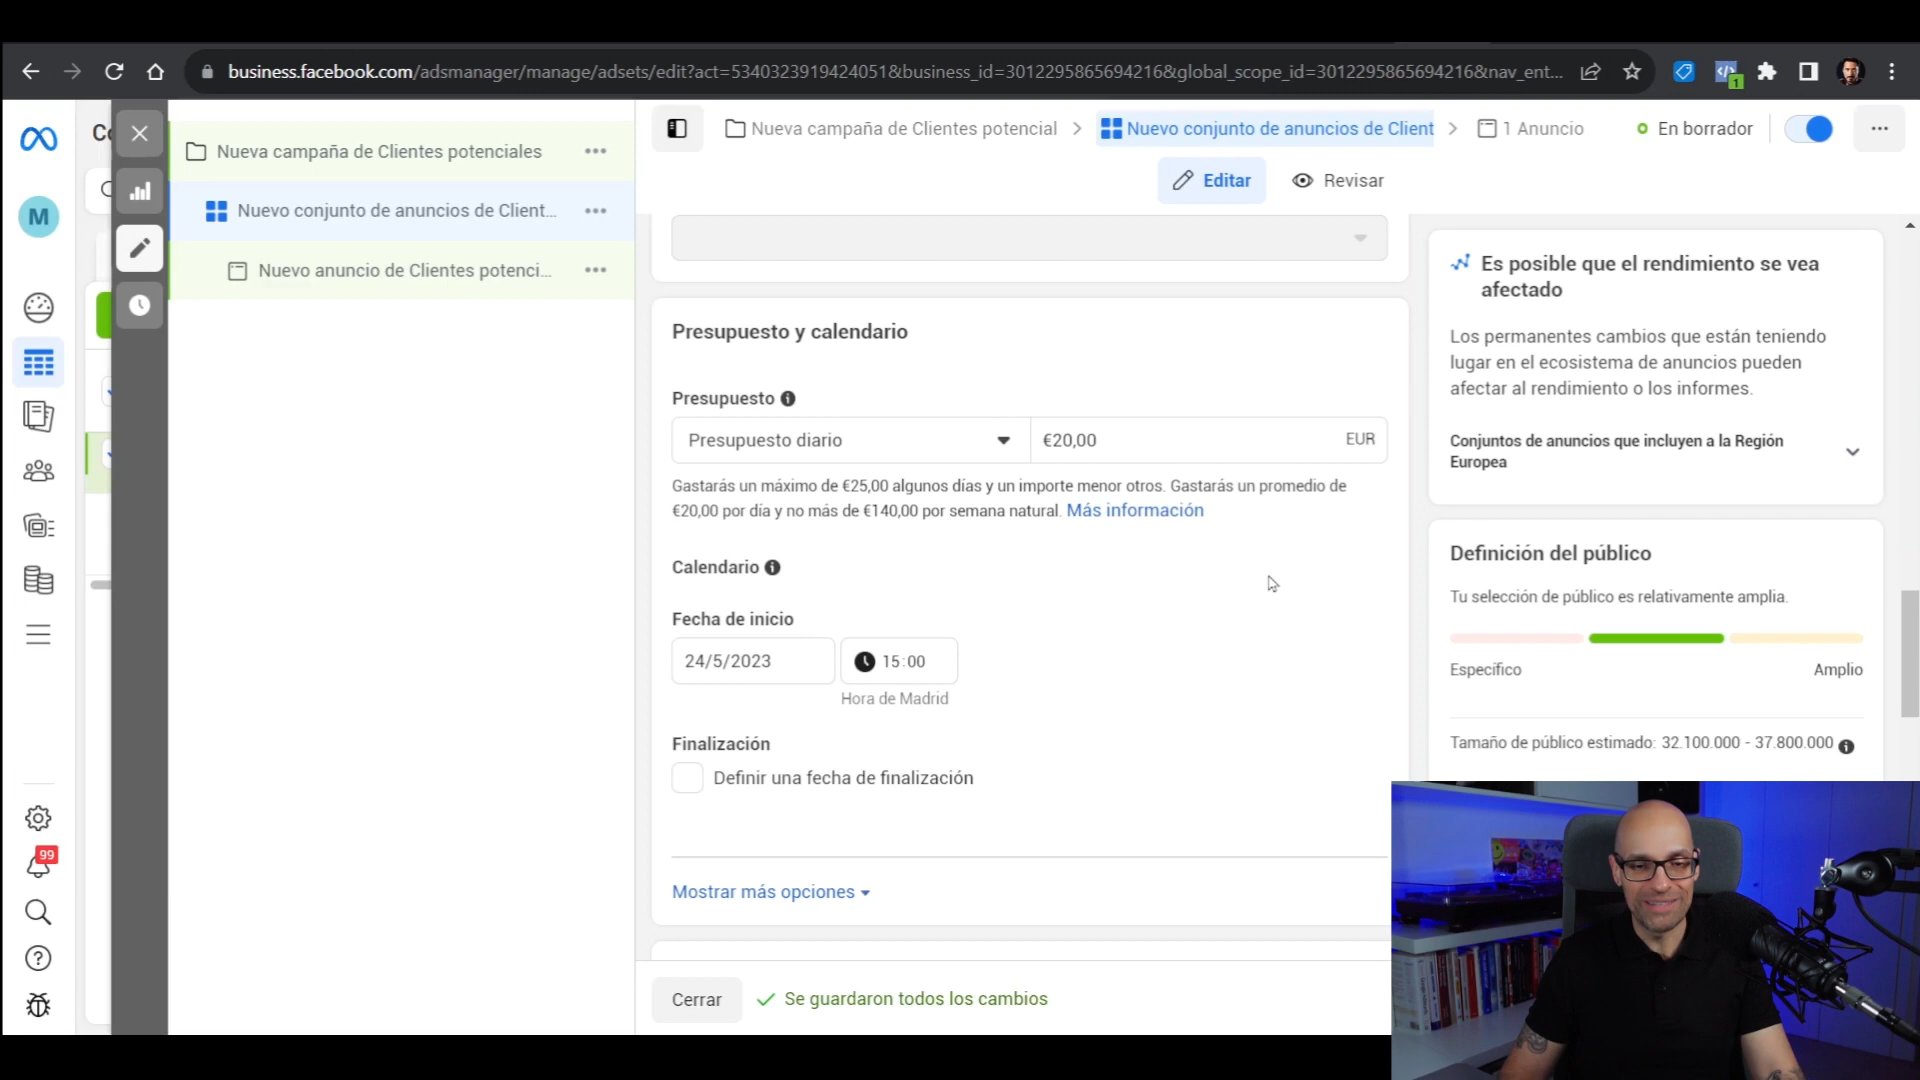 business.facebook.com/adsmanager/manage/adsets/edit?act=5340323919424051&business_id=3012295865694216&global_scope_id=3012295865694216&nav_ent...
1
Co
M
99
Nueva campaña de Clientes potenciales
Nuevo conjunto de anuncios de Client...
Nuevo anuncio de Clientes potenci...
Nueva campaña de Clientes potencial
Nuevo conjunto de anuncios de Client
1 Anuncio
En borrador
Editar
Revisar
Presupuesto y calendario
Presupuesto
Presupuesto diario
€20,00
EUR
Gastarás un máximo de €25,00 algunos días y un importe menor otros. Gastarás un promedio de
€20,00 por día y no más de €140,00 por semana natural. Más información
Calendario
Fecha de inicio
24/5/2023
15:00
Hora de Madrid
Finalización
Definir una fecha de finalización
Mostrar más opciones
Cerrar
Se guardaron todos los cambios
Es posible que el rendimiento se vea
afectado
Los permanentes cambios que están teniendo
lugar en el ecosistema de anuncios pueden
afectar al rendimiento o los informes.
Conjuntos de anuncios que incluyen a la Región
Europea
Definición del público
Tu selección de público es relativamente amplia.
Específico
Amplio
Tamaño de público estimado: 32.100.000 - 37.800.000